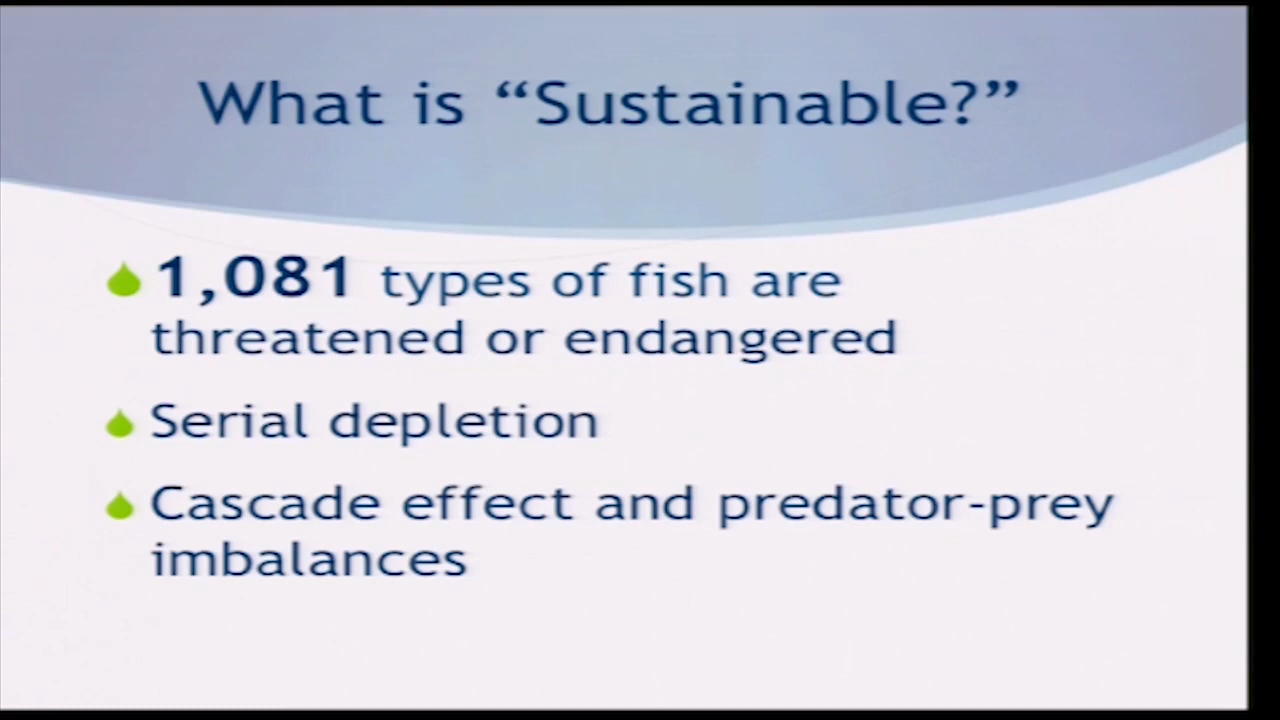 What is “Sustainable?”
1,081 types of fish are
threatened or endangered
Serial depletion
Cascade effect and predator-prey
imbalances